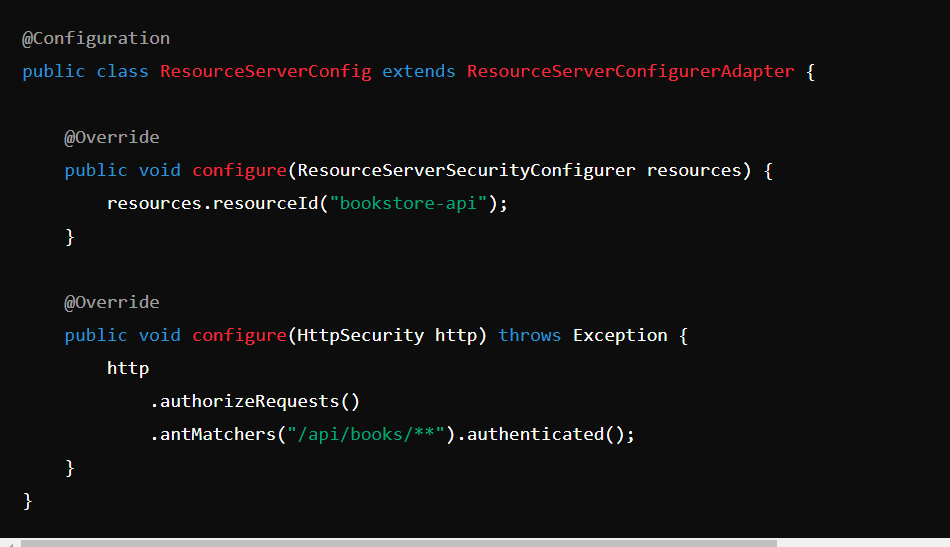 @Configuration
public class ResourceServerConfig extends ResourceServerConfigurerAdapter {
@Override
public void configure(ResourceServerSecurityConfigurer resources) {
resources.resourceId("bookstore-api");
}
@Override
public void configure(HttpSecurity http) throws Exception {
http
.authorizeRequests()
.antMatchers("/api/books/**").authenticated();
}
}